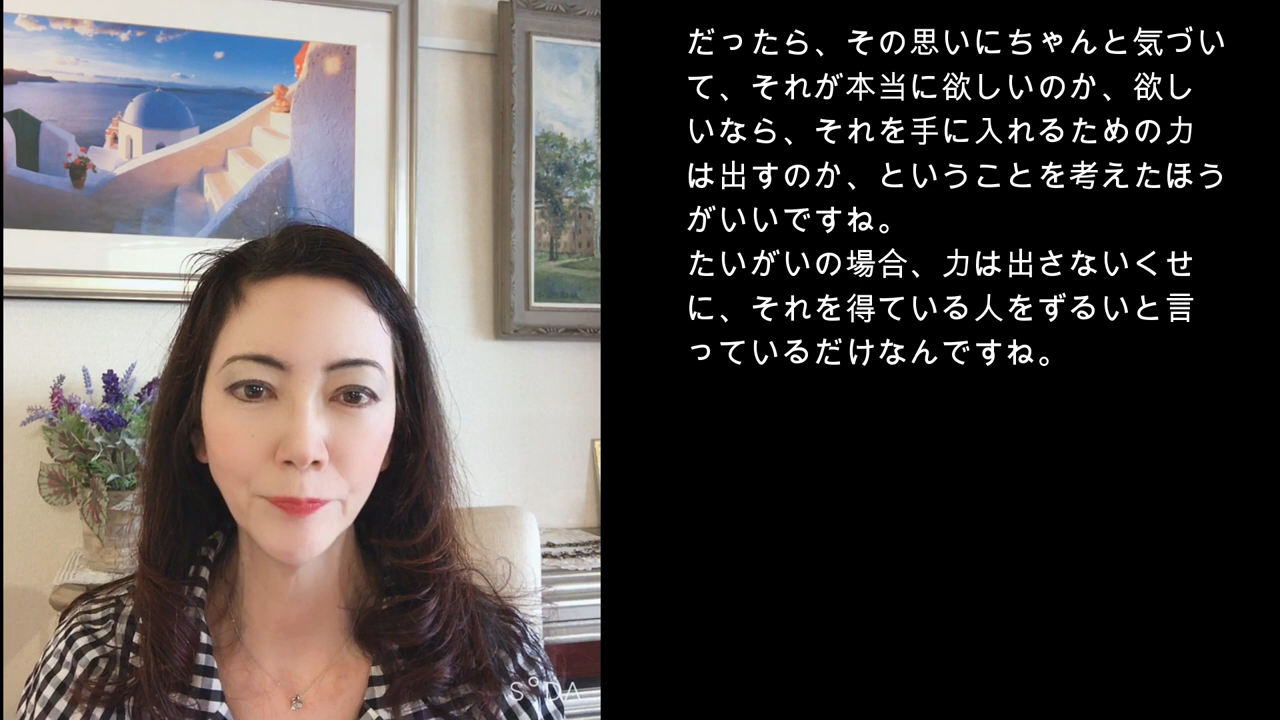 だったら、その思いにちゃんと気づい
て、それが本当に欲しいのか、欲し
いなら、それを手に入れるための力
は出すのか、ということを考えたほう
がいいですね。
たいがいの場合、力は出さないくせ
に、それを得ている人をずるいと言
っているだけなんですね。
SODA